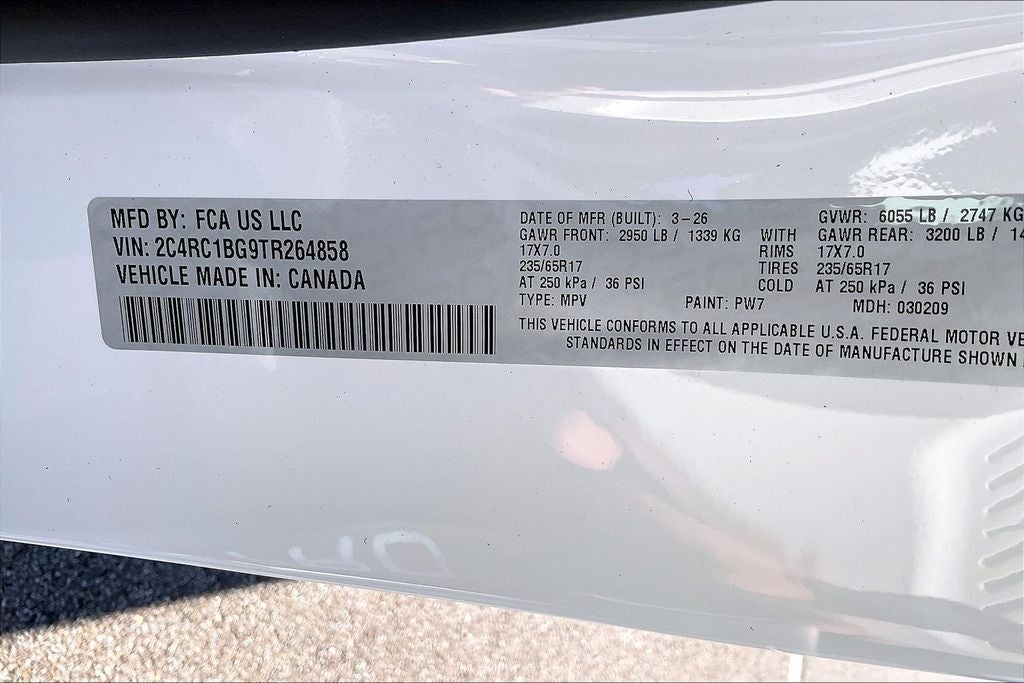 MFD BY: FCA US LLC
VIN: 2C4RC1BG9TR264858
VEHICLE MADE IN: CANADA
DATE OF MFR (BUILT): 3-26 GVWR: 6055 LB / 2747 KG
GAWR FRONT: 2950 LB / 1339 KG WITH GAWR REAR: 3200 LB /
17X7.0 RIMS 17X7.0
235/65R17 TIRES 235/65R17
AT 250 kPa / 36 PSI COLD AT 250 kPa / 36 PSI
TYPE: MPV PAINT: PW7 MDH: 030209
THIS VEHICLE CONFORMS TO ALL APPLICABLE U.S.A. FEDERAL MOTOR
STANDARDS IN EFFECT ON THE DATE OF MANUFACTURE SHOWN